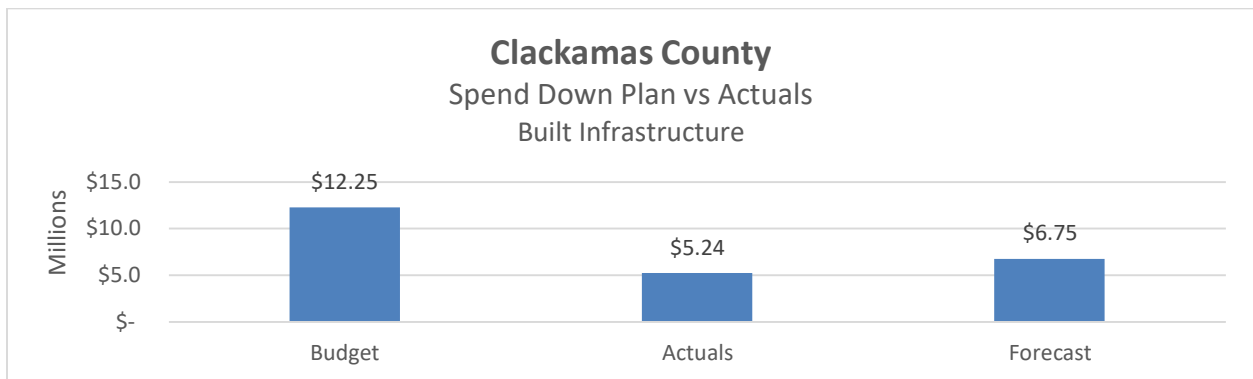 Clackamas County
Spend Down Plan vs Actuals
Built Infrastructure
Millions
$15.0
$10.0
$5.0
$-
$12.25
$5.24
$6.75
Budget
Actuals
Forecast